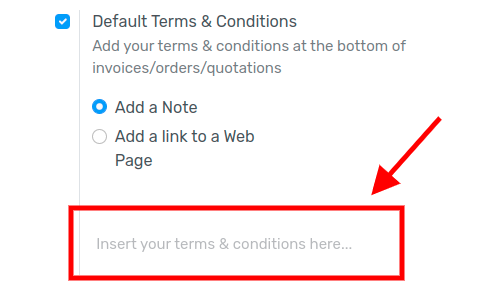 Default Terms & Conditions
Add your terms & conditions at the bottom of
invoices/orders/quotations
Add a Note
Add a link to a Web
Page
Insert your terms & conditions here...